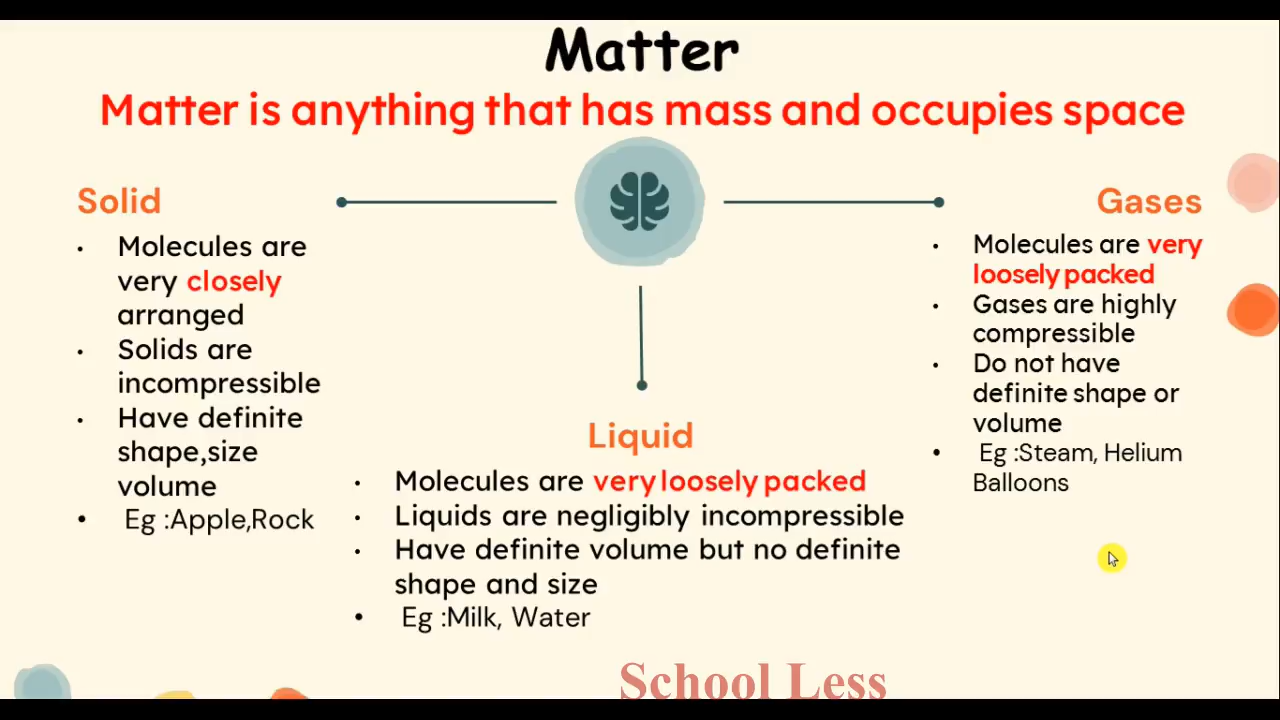 Matter
Matter is anything that has mass and occupies space
Solid
• Molecules are
very closely
arranged
• Solids are
incompressible
• Have definite
shape,size
volume
• Eg :Apple,Rock
Liquid
• Molecules are very loosely packed
• Liquids are negligibly incompressible
• Have definite volume but no definite
shape and size
• Eg :Milk, Water
Gases
• Molecules are very
loosely packed
• Gases are highly
compressible
• Do not have
definite shape or
volume
• Eg :Steam, Helium
Balloons
School Less